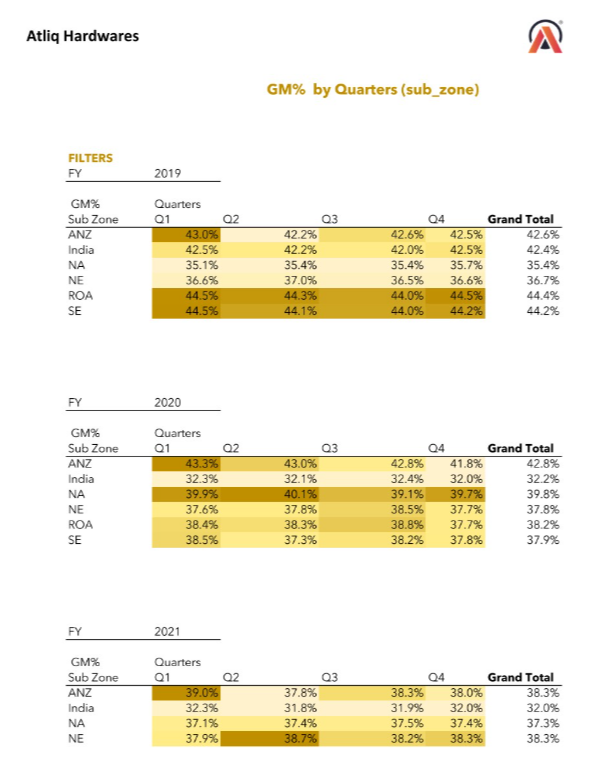 Atliq Hardwares
GM% by Quarters (sub_zone)
FILTERS
FY 2019
GM% Quarters
Sub Zone Q1 Q2 Q3 Q4 Grand Total
ANZ 43.0% 42.2% 42.6% 42.5% 42.6%
India 42.5% 42.2% 42.0% 42.5% 42.4%
NA 35.1% 35.4% 35.4% 35.7% 35.4%
NE 36.6% 37.0% 36.5% 36.6% 36.7%
ROA 44.5% 44.3% 44.0% 44.5% 44.4%
SE 44.5% 44.1% 44.0% 44.2% 44.2%
FY 2020
GM% Quarters
Sub Zone Q1 Q2 Q3 Q4 Grand Total
ANZ 43.3% 43.0% 42.8% 41.8% 42.8%
India 32.3% 32.1% 32.4% 32.0% 32.2%
NA 39.9% 40.1% 39.1% 39.7% 39.8%
NE 37.6% 37.8% 38.5% 37.7% 37.8%
ROA 38.4% 38.3% 38.8% 37.7% 38.2%
SE 38.5% 37.3% 38.2% 37.8% 37.9%
FY 2021
GM% Quarters
Sub Zone Q1 Q2 Q3 Q4 Grand Total
ANZ 39.0% 37.8% 38.3% 38.0% 38.3%
India 32.3% 31.8% 31.9% 32.0% 32.0%
NA 37.1% 37.4% 37.5% 37.4% 37.3%
NE 37.9% 38.7% 38.2% 38.3% 38.3%